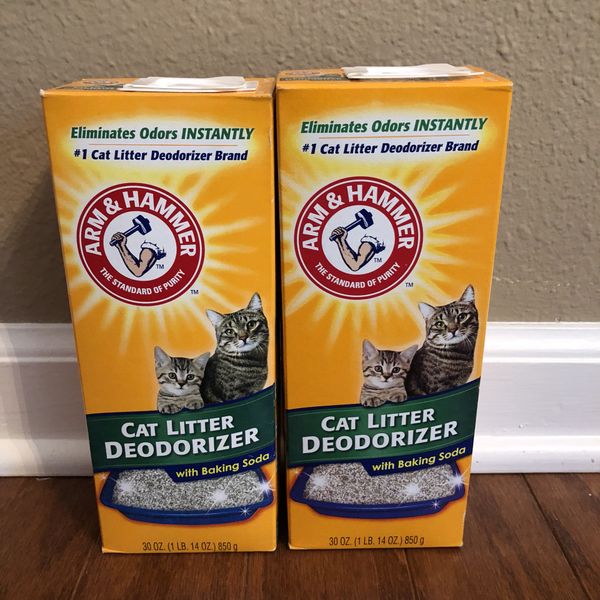 Eliminates Odors INSTANTLY
#1 Cat Litter Deodorizer Brand
ARM & HAMMER
TM
THE STANDARD OF PURITY
TM
CAT LITTER
DEODORIZER
with Baking Soda
30 OZ. (1 LB. 14 OZ.) 850 g
Eliminates Odors INSTANTLY
#1 Cat Litter Deodorizer Brand
ARM & HAMMER
TM
THE STANDARD OF PURITY
TM
CAT LITTER
DEODORIZER
with Baking Soda
30 OZ. (1 LB. 14 OZ.) 850 g